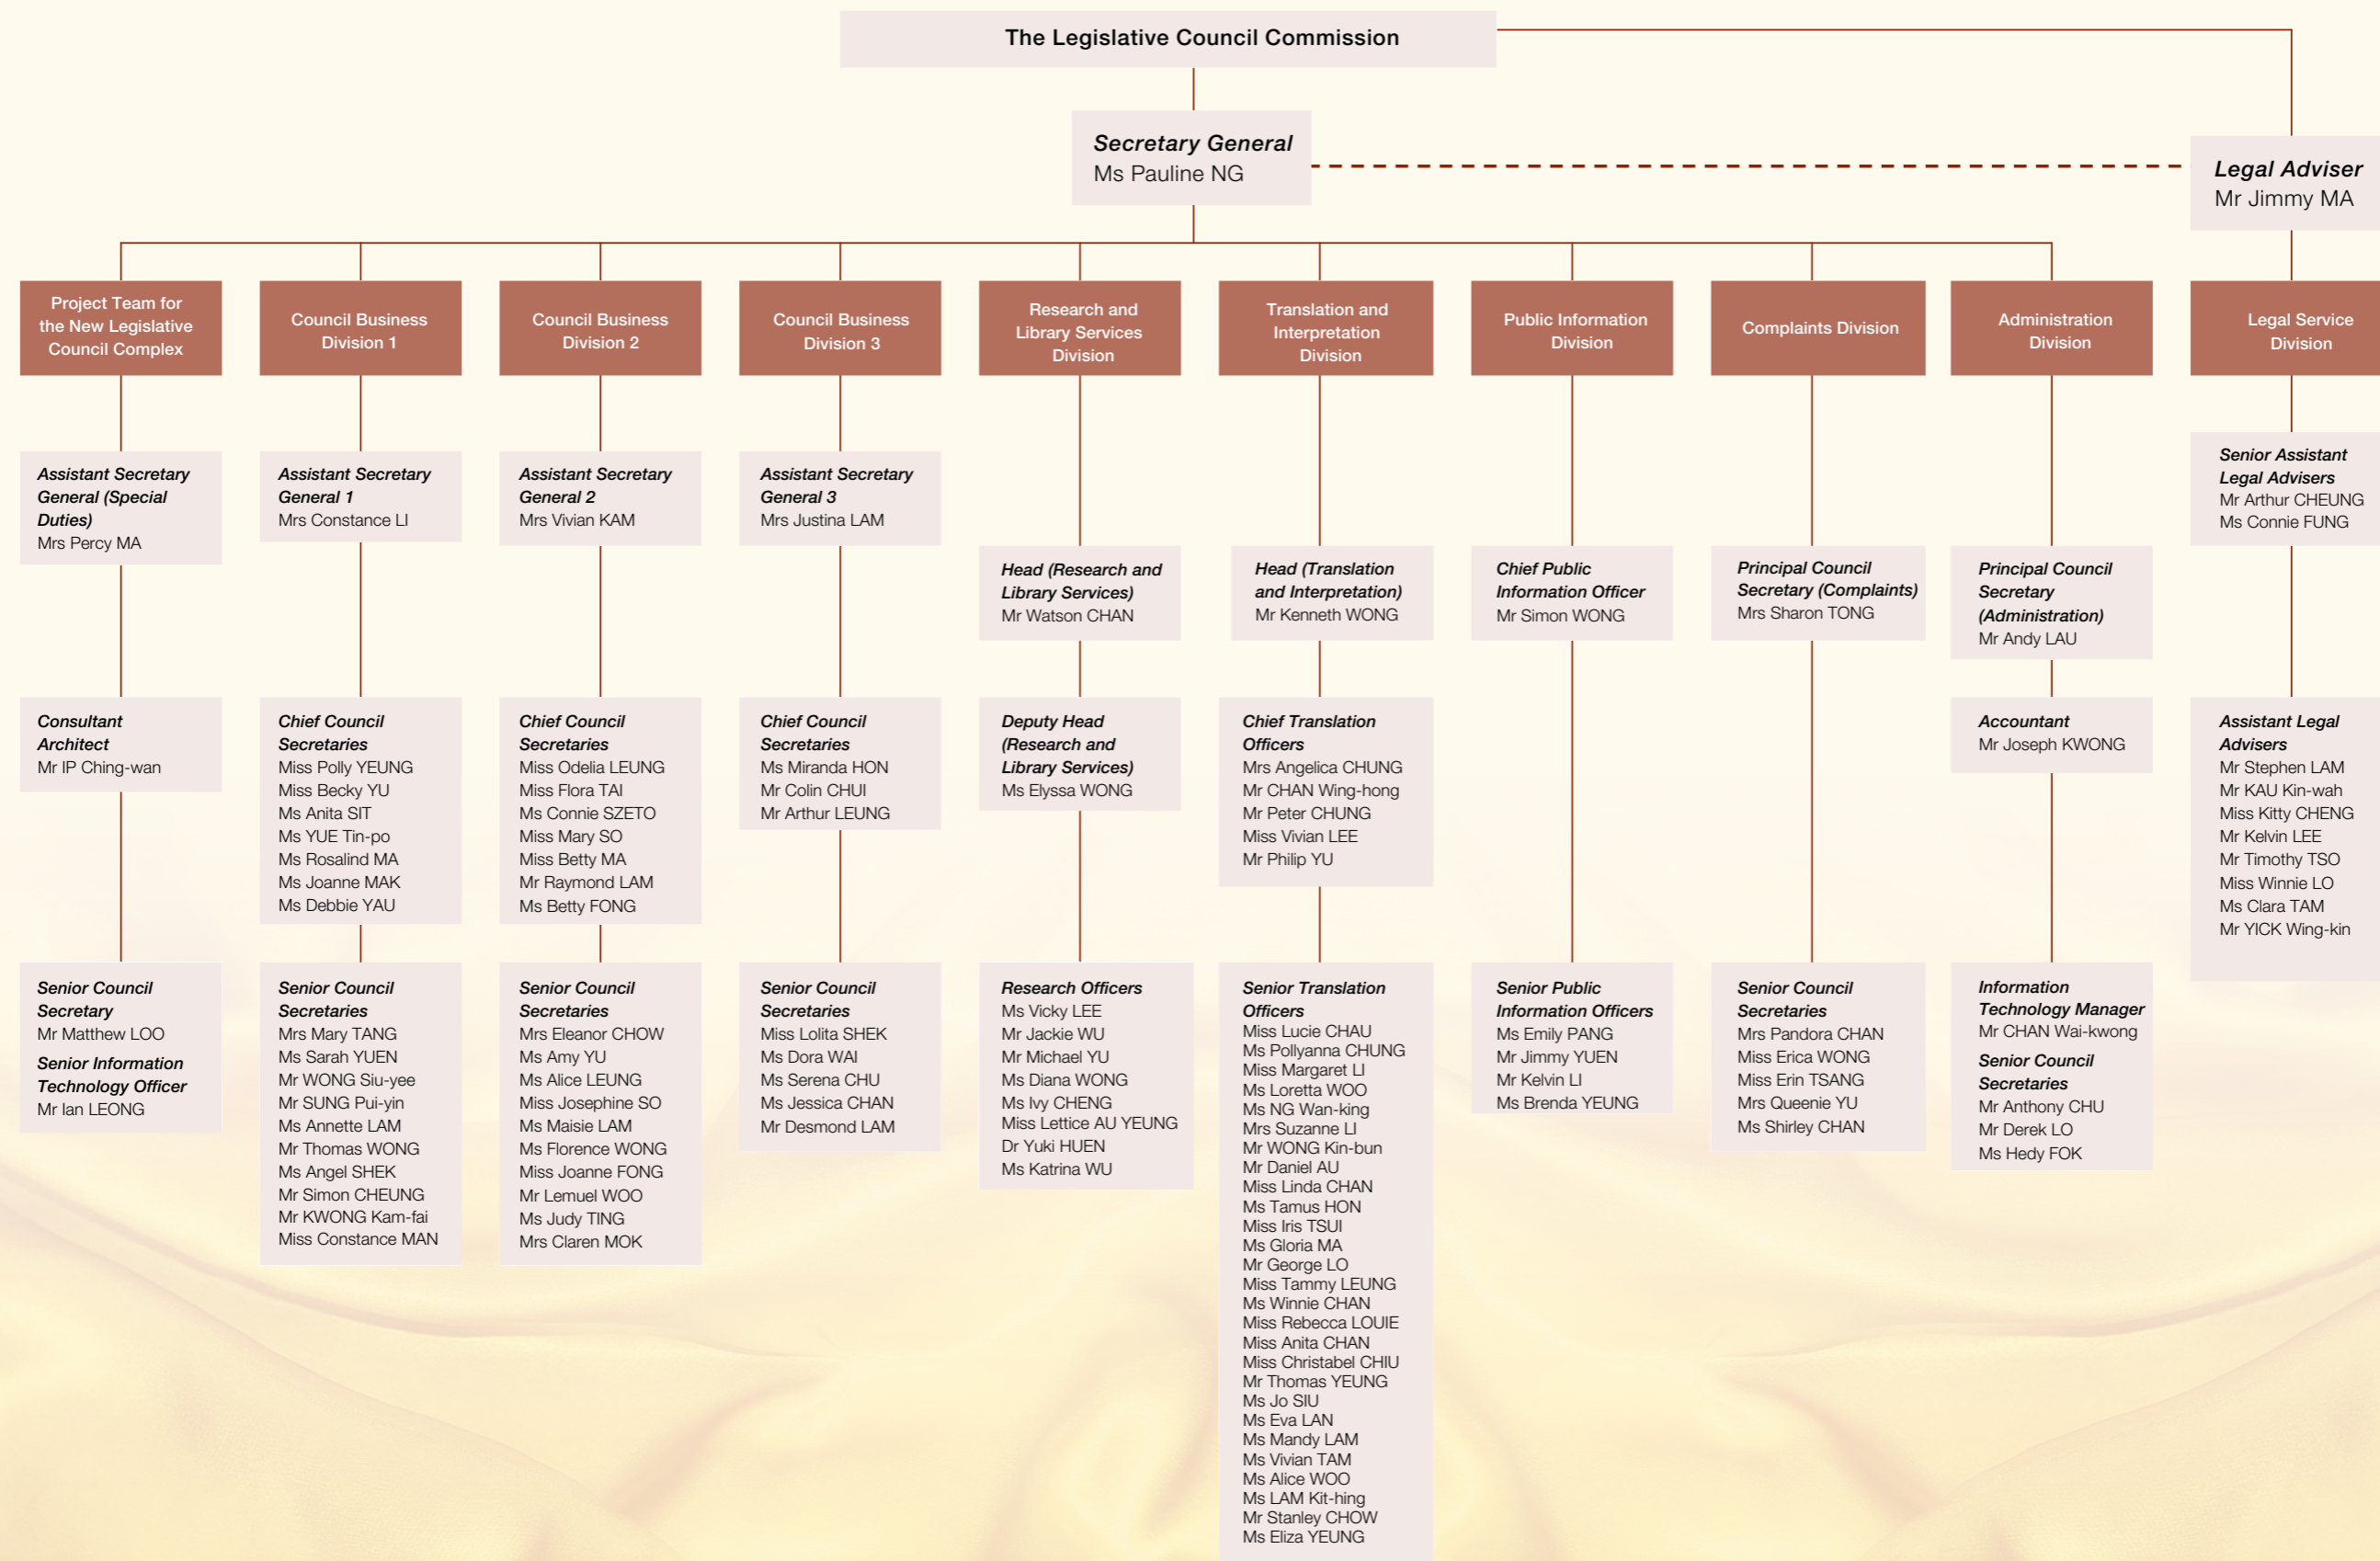 The Legislative Council Commission
Secretary General
Ms Pauline NG
Legal Adviser
Mr Jimmy MA
Project Team for
the New Legislative
Council Complex
Council Business
Division 1
Council Business
Division 2
Council Business
Division 3
Research and
Library Services
Division
Translation and
Interpretation
Division
Public Information
Division
Complaints Division
Administration
Division
Legal Service
Division
Assistant Secretary
General (Special
Duties)
Mrs Percy MA
Assistant Secretary
General 1
Mrs Constance LI
Assistant Secretary
General 2
Mrs Vivian KAM
Assistant Secretary
General 3
Mrs Justina LAM
Head (Research and
Library Services)
Mr Watson CHAN
Head (Translation
and Interpretation)
Mr Kenneth WONG
Chief Public
Information Officer
Mr Simon WONG
Principal Council
Secretary (Complaints)
Mrs Sharon TONG
Principal Council
Secretary
(Administration)
Mr Andy LAU
Senior Assistant
Legal Advisers
Mr Arthur CHEUNG
Ms Connie FUNG
Consultant
Architect
Mr IP Ching-wan
Chief Council
Secretaries
Miss Polly YEUNG
Miss Becky YU
Ms Anita SIT
Ms YUE Tin-po
Ms Rosalind MA
Ms Joanne MAK
Ms Debbie YAU
Chief Council
Secretaries
Miss Odelia LEUNG
Miss Flora TAI
Ms Connie SZETO
Miss Mary SO
Miss Betty MA
Mr Raymond LAM
Ms Betty FONG
Chief Council
Secretaries
Ms Miranda HON
Mr Colin CHUI
Mr Arthur LEUNG
Deputy Head
(Research and
Library Services)
Ms Elyssa WONG
Chief Translation
Officers
Mrs Angelica CHUNG
Mr CHAN Wing-hong
Mr Peter CHUNG
Miss Vivian LEE
Mr Philip YU
Accountant
Mr Joseph KWONG
Assistant Legal
Advisers
Mr Stephen LAM
Mr KAU Kin-wah
Miss Kitty CHENG
Mr Kelvin LEE
Mr Timothy TSO
Miss Winnie LO
Ms Clara TAM
Mr YICK Wing-kin
Senior Council
Secretary
Mr Matthew LOO
Senior Information
Technology Officer
Mr Ian LEONG
Senior Council
Secretaries
Mrs Mary TANG
Ms Sarah YUEN
Mr WONG Siu-yee
Mr SUNG Pui-yin
Ms Annette LAM
Mr Thomas WONG
Ms Angel SHEK
Mr Simon CHEUNG
Mr KWONG Kam-fai
Miss Constance MAN
Senior Council
Secretaries
Mrs Eleanor CHOW
Ms Amy YU
Ms Alice LEUNG
Miss Josephine SO
Ms Maisie LAM
Ms Florence WONG
Miss Joanne FONG
Mr Lemuel WOO
Ms Judy TING
Mrs Claren MOK
Senior Council
Secretaries
Miss Lolita SHEK
Ms Dora WAI
Ms Serena CHU
Ms Jessica CHAN
Mr Desmond LAM
Research Officers
Ms Vicky LEE
Mr Jackie WU
Mr Michael YU
Ms Diana WONG
Ms Ivy CHENG
Miss Lettice AU YEUNG
Dr Yuki HUEN
Ms Katrina WU
Senior Translation
Officers
Miss Lucie CHAU
Ms Pollyanna CHUNG
Miss Margaret LI
Ms Loretta WOO
Ms NG Wan-king
Mrs Suzanne LI
Mr WONG Kin-bun
Mr Daniel AU
Miss Linda CHAN
Ms Tamus HON
Miss Iris TSUI
Ms Gloria MA
Mr George LO
Miss Tammy LEUNG
Ms Winnie CHAN
Miss Rebecca LOUIE
Miss Anita CHAN
Miss Christabel CHIU
Mr Thomas YEUNG
Ms Jo SIU
Ms Eva LAN
Ms Mandy LAM
Ms Vivian TAM
Ms Alice WOO
Ms LAM Kit-hing
Mr Stanley CHOW
Ms Eliza YEUNG
Senior Public
Information Officers
Ms Emily PANG
Mr Jimmy YUEN
Mr Kelvin LI
Ms Brenda YEUNG
Senior Council
Secretaries
Mrs Pandora CHAN
Miss Erica WONG
Miss Erin TSANG
Mrs Queenie YU
Ms Shirley CHAN
Information
Technology Manager
Mr CHAN Wai-kwong
Senior Council
Secretaries
Mr Anthony CHU
Mr Derek LO
Ms Hedy FOK